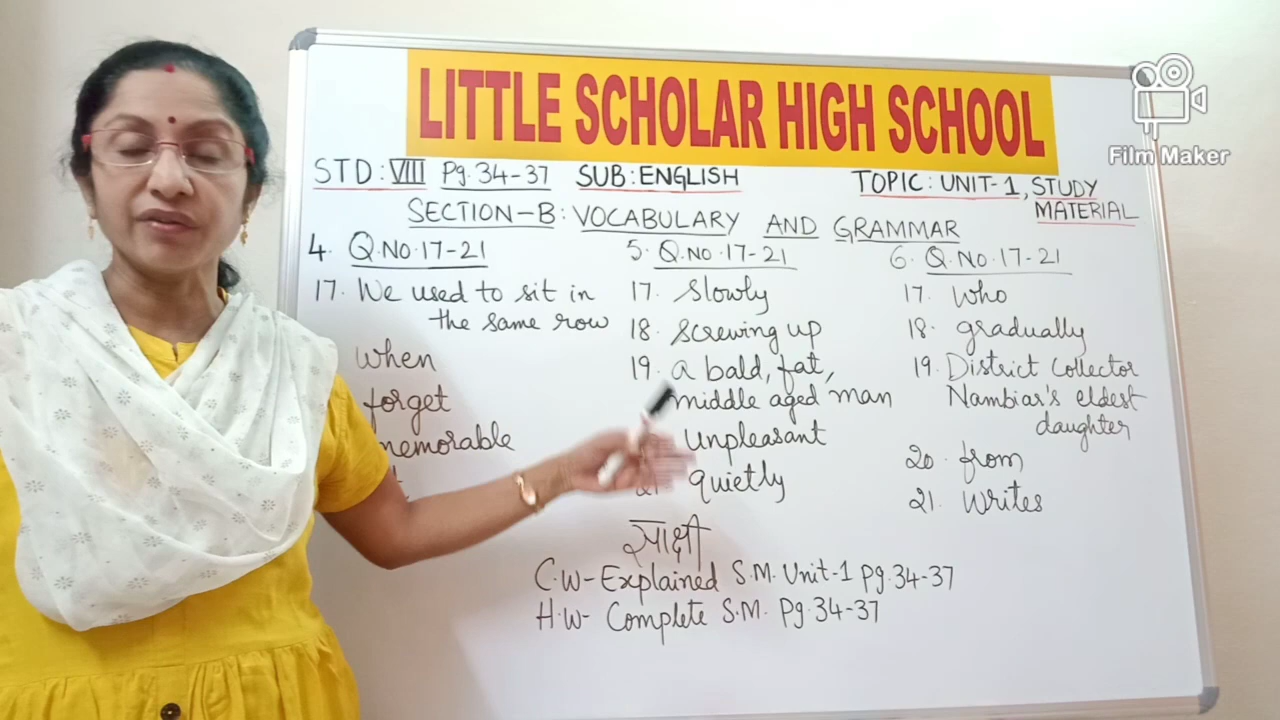 LITTLE SCHOLAR HIGH SCHOOL
Film Maker
STD: VIII Pg. 34-37 SUB: ENGLISH TOPIC: UNIT-1, STUDY
MATERIAL
SECTION-B: VOCABULARY AND GRAMMAR
4. Q.No.17-21
17. We used to sit in
the same row
when
forget
memorable
5. Q.No.17-21
17. Slowly
18. Screwing up
19. a bald, fat,
middle aged man
Unpleasant
21. quietly
6. Q.No.17-21
17. Who
18. gradually
19. District Collector
Nambiar's eldest
daughter
20. from
21. Writes
साक्षी
C.W- Explained S.M. Unit-1 Pg. 34-37
H.W- Complete S.M. Pg. 34-37